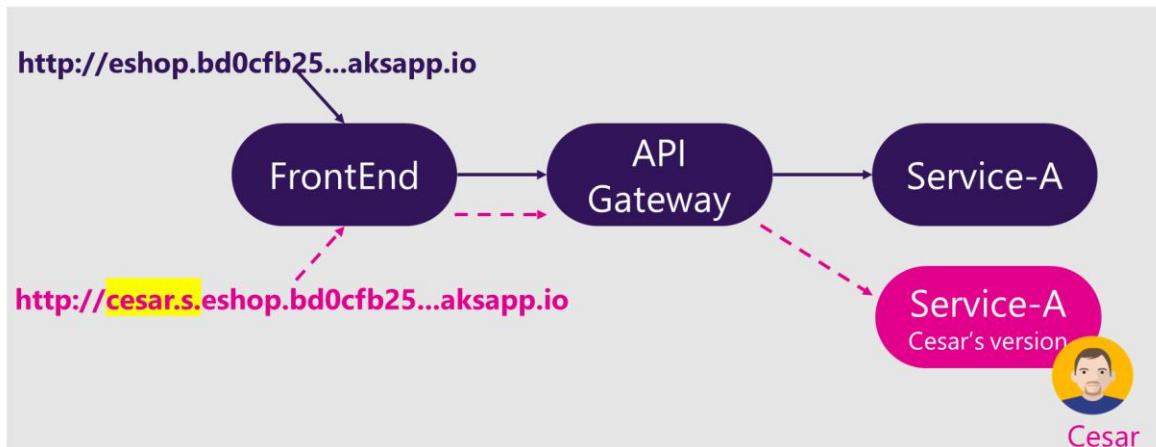 http://eshop.bd0cfb25...aksapp.io
FrontEnd
API
Gateway
Service-A
http://cesar.s.eshop.bd0cfb25...aksapp.io
Service-A
Cesar's version
Cesar